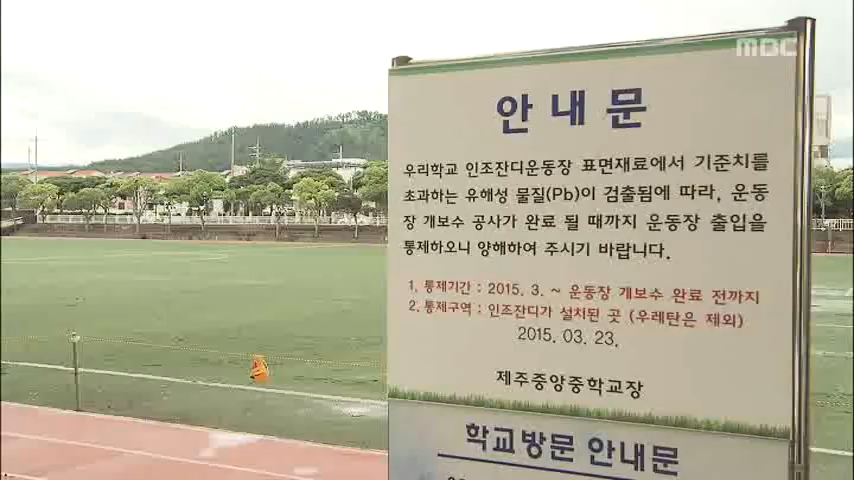 MBC
안내문
우리학교 인조잔디운동장 표면재료에서 기준치를
초과하는 유해성 물질(Pb)이 검출됨에 따라, 운동
장 개보수 공사가 완료 될 때까지 운동장 출입을
통제하오니 양해하여 주시기 바랍니다.
1. 통제기간 : 2015. 3. ~ 운동장 개보수 완료 전까지
2. 통제구역 : 인조잔디가 설치된 곳 (우레탄은 제외)
2015. 03. 23.
제주중앙중학교장
학교방문 안내문